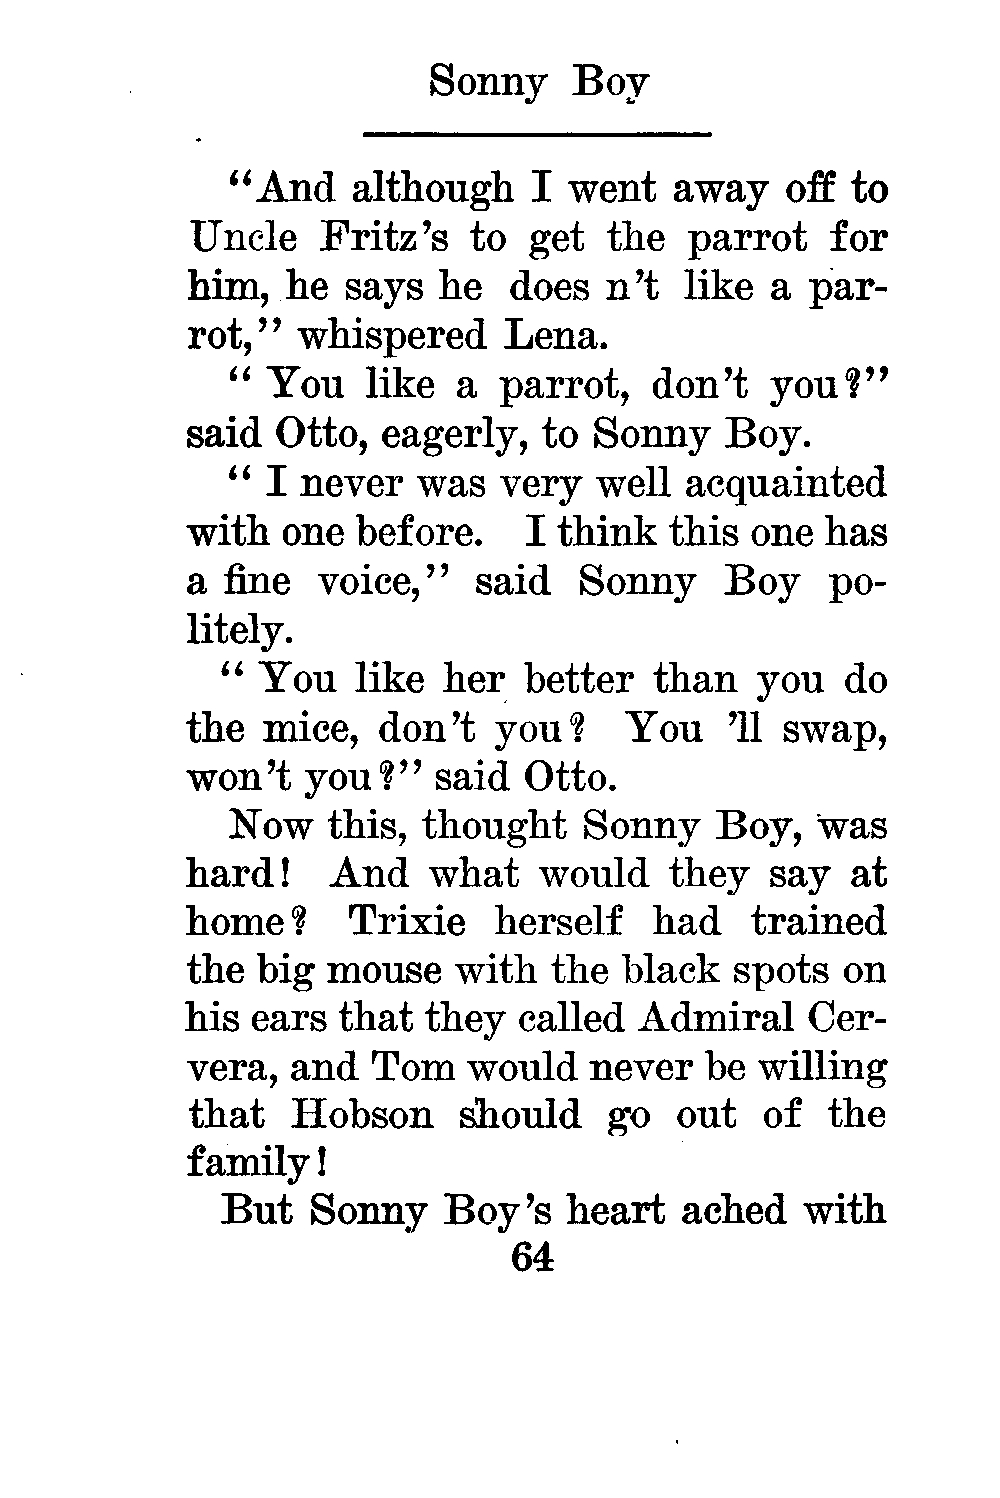 Sonny Boy
"And although I went away off to
Uncle Fritz's to get the parrot for
him, he says he does n't like a par-
rot," whispered Lena.
" You like a parrot, don't you?"
said Otto, eagerly, to Sonny Boy.
" I never was very well acquainted
with one before. I think this one has
a fine voice," said Sonny Boy po-
litely.
" You like her better than you do
the mice, don't you? You 'll swap,
won't you?" said Otto.
Now this, thought Sonny Boy, was
hard! And what would they say at
home? Trixie herself had trained
the big mouse with the black spots on
his ears that they called Admiral Cer-
vera, and Tom would never be willing
that Hobson should go out of the
family!
But Sonny Boy's heart ached with
64